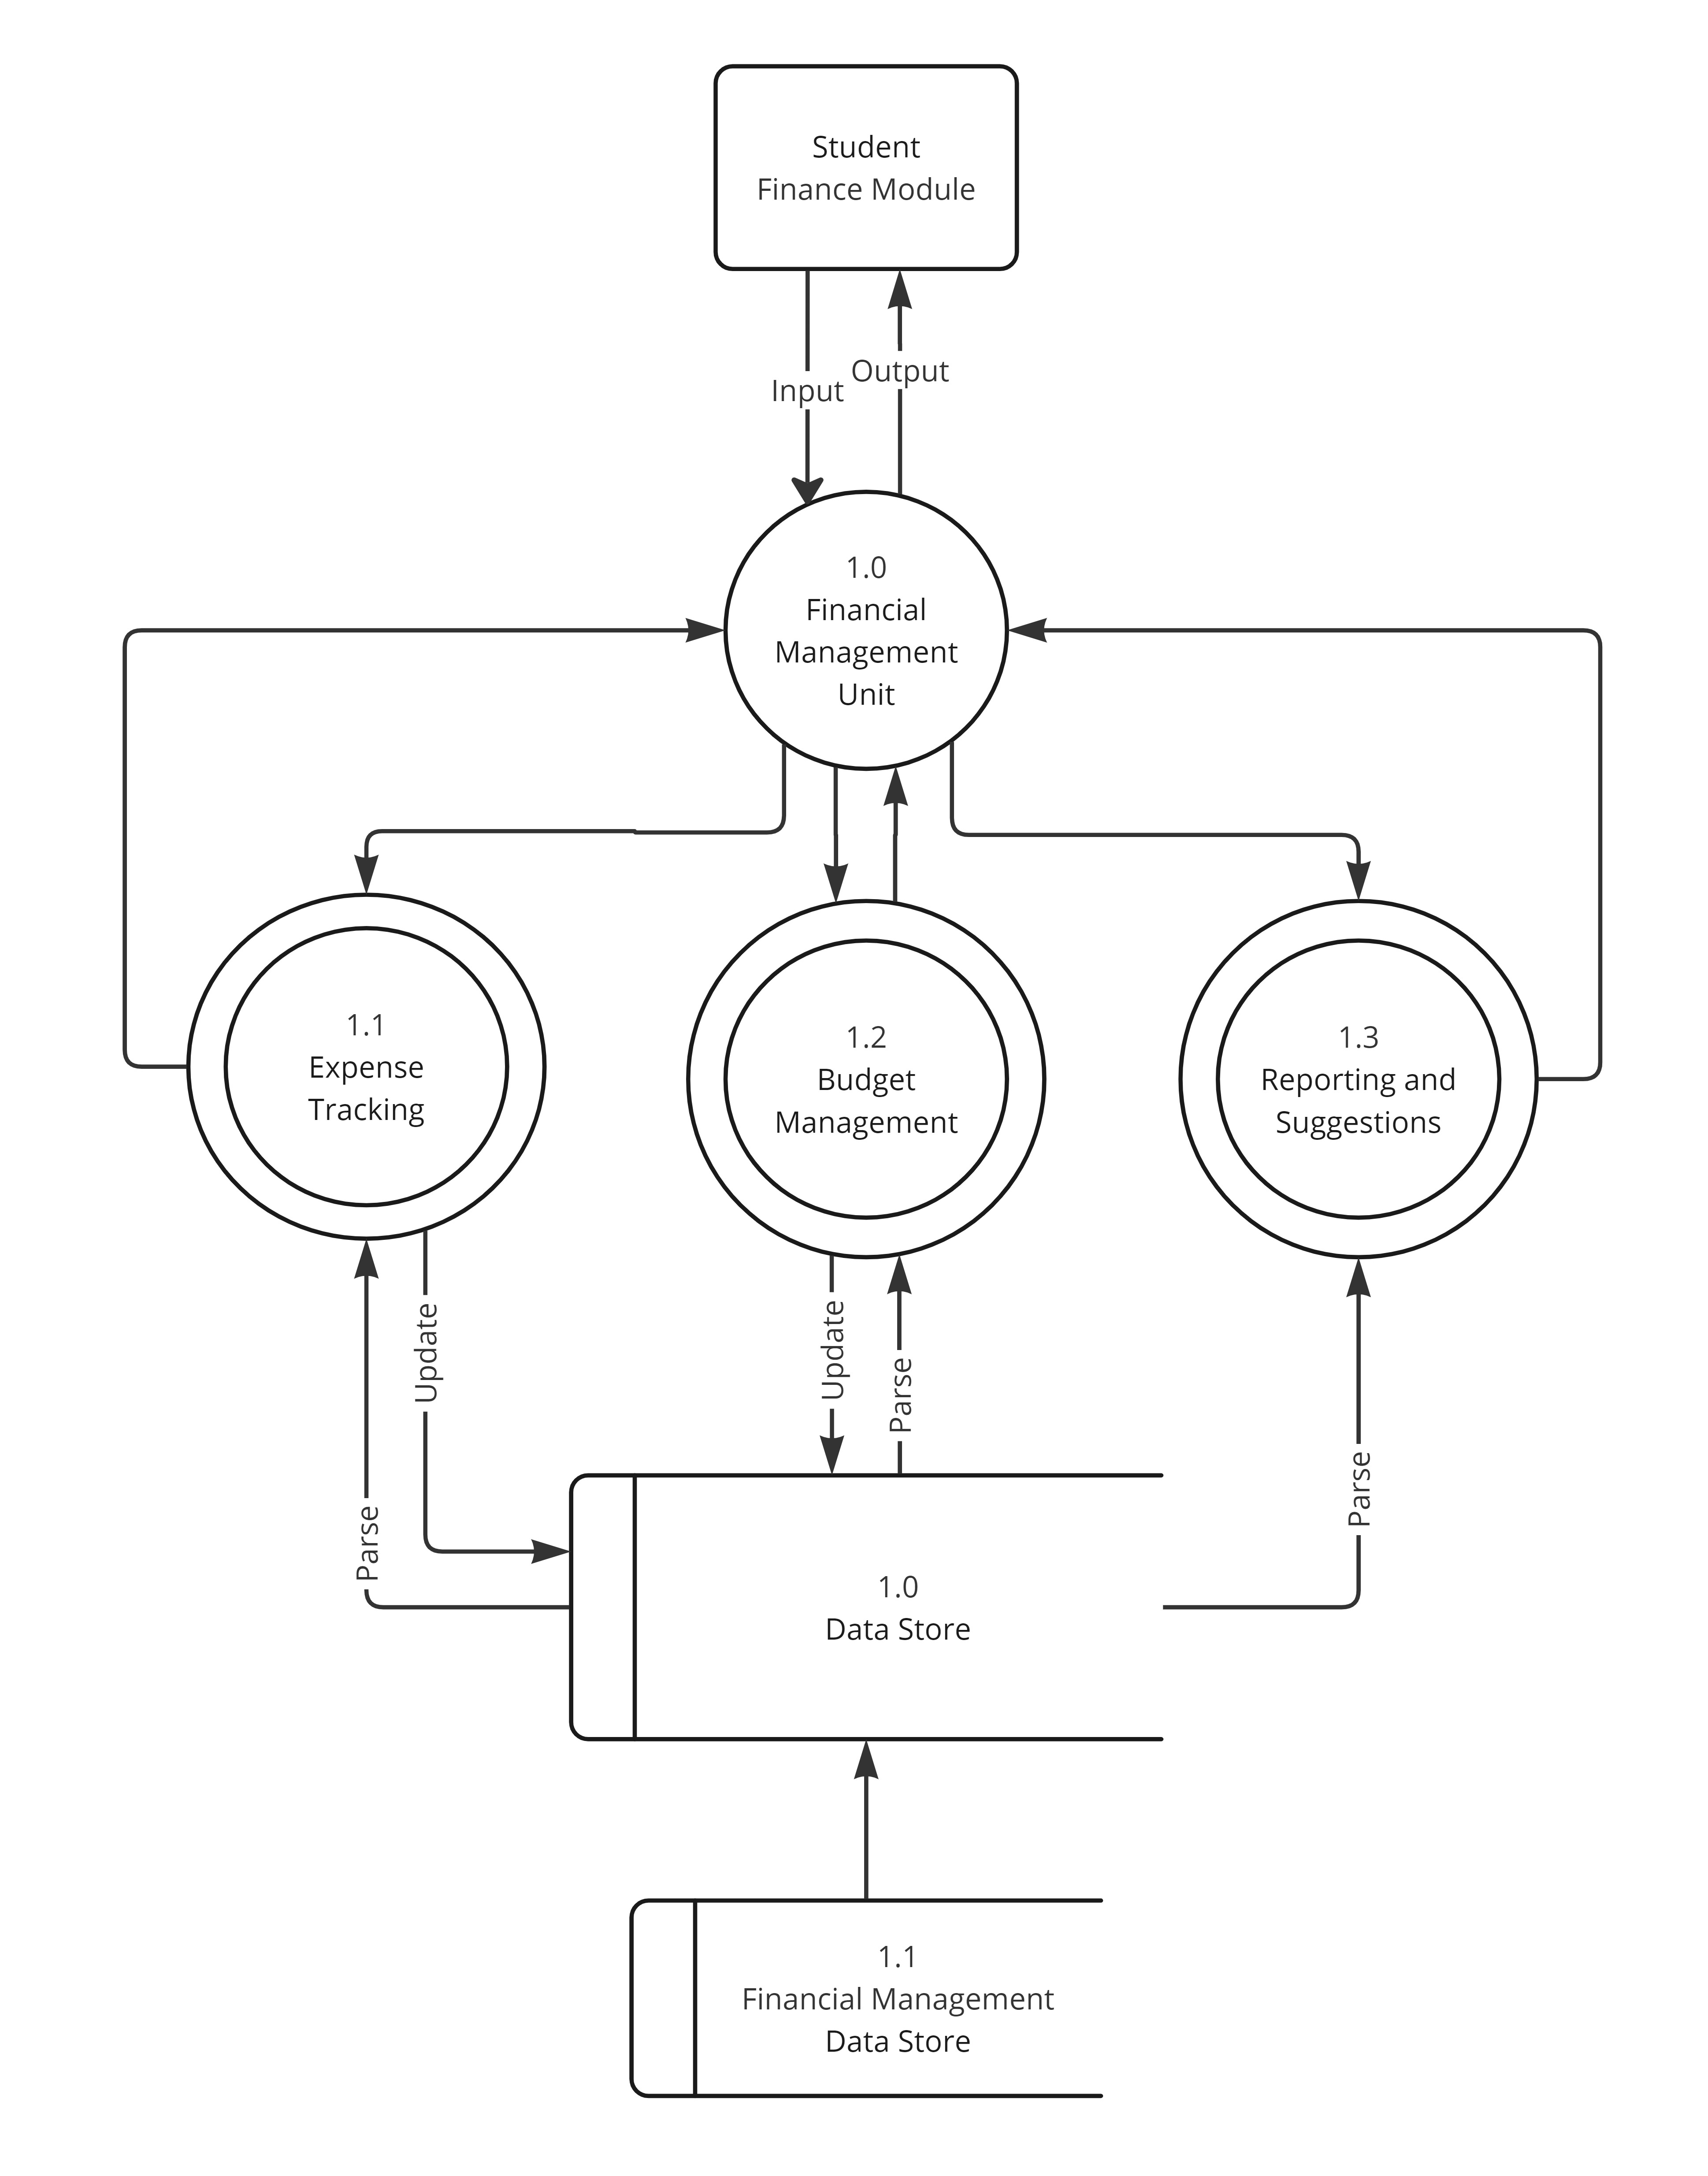 Student
Finance Module
Input
Output
1.0
Financial
Management
Unit
1.1
Expense
Tracking
1.2
Budget
Management
1.3
Reporting and
Suggestions
Update
Update
Parse
Parse
Parse
1.0
Data Store
1.1
Financial Management
Data Store